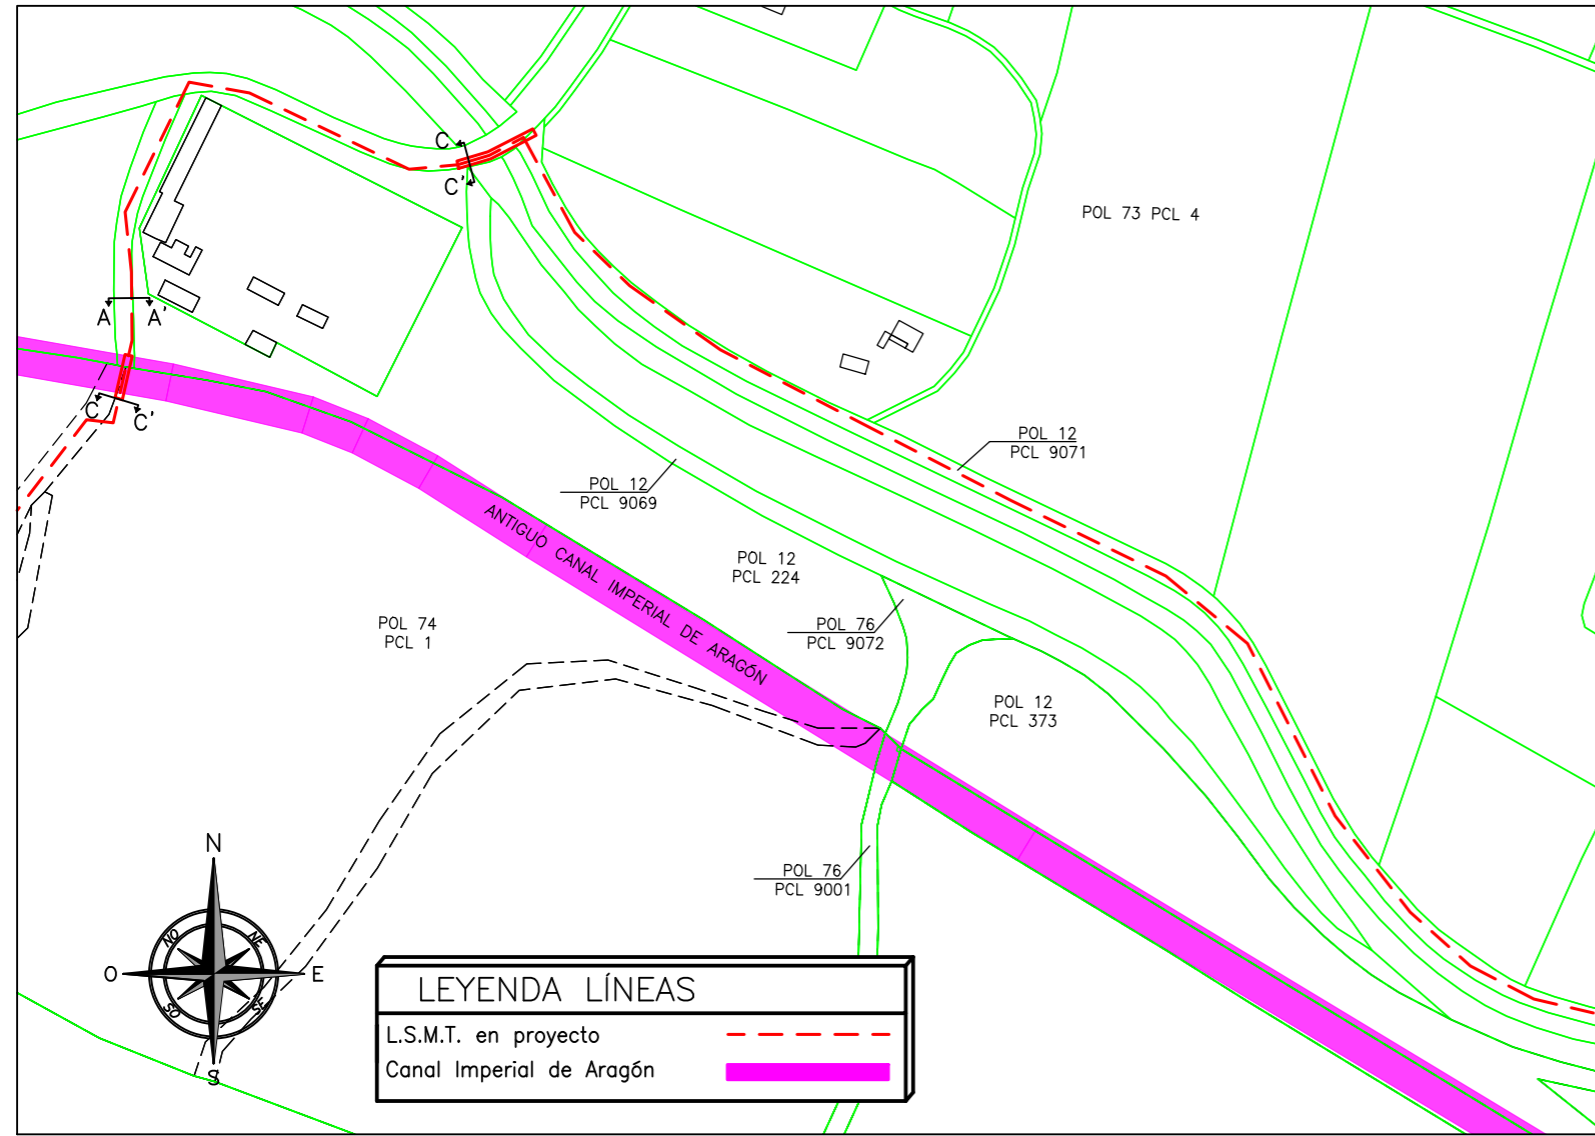 C
C'
POL 73 PCL 4
A
A'
C
C'
POL 12
PCL 9071
POL 12
PCL 9069
ANTIGUO CANAL IMPERIAL DE ARAGÓN
POL 12
PCL 224
POL 74
PCL 1
POL 76
PCL 9072
POL 12
PCL 373
POL 76
PCL 9001
N
NO
NE
O
E
SO
SE
S
LEYENDA LÍNEAS
L.S.M.T. en proyecto
Canal Imperial de Aragón